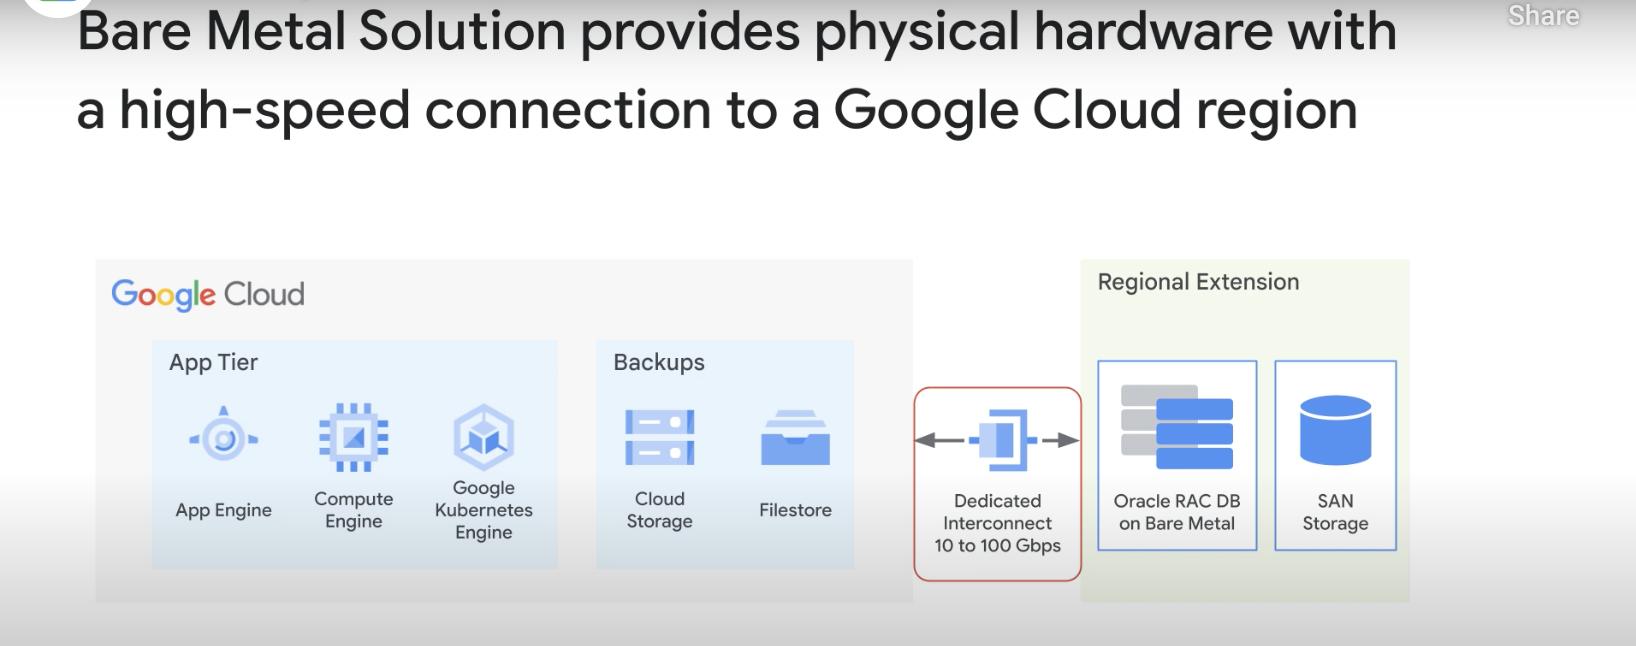 Bare Metal Solution provides physical hardware with
a high-speed connection to a Google Cloud region
Share
Google Cloud
App Tier
App Engine
Compute
Engine
Google
Kubernetes
Engine
Backups
Cloud
Storage
Filestore
Dedicated
Interconnect
10 to 100 Gbps
Regional Extension
Oracle RAC DB
on Bare Metal
SAN
Storage